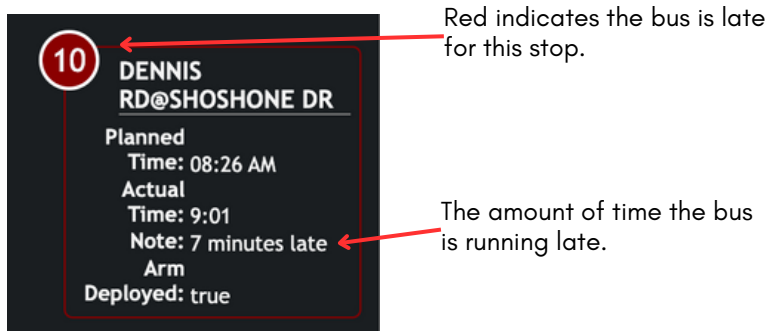 10
DENNIS
RD@SHOSHONE DR
Planned
Time: 08:26 AM
Actual
Time: 9:01
Note: 7 minutes late
Arm
Deployed: true
Red indicates the bus is late
for this stop.
The amount of time the bus
is running late.